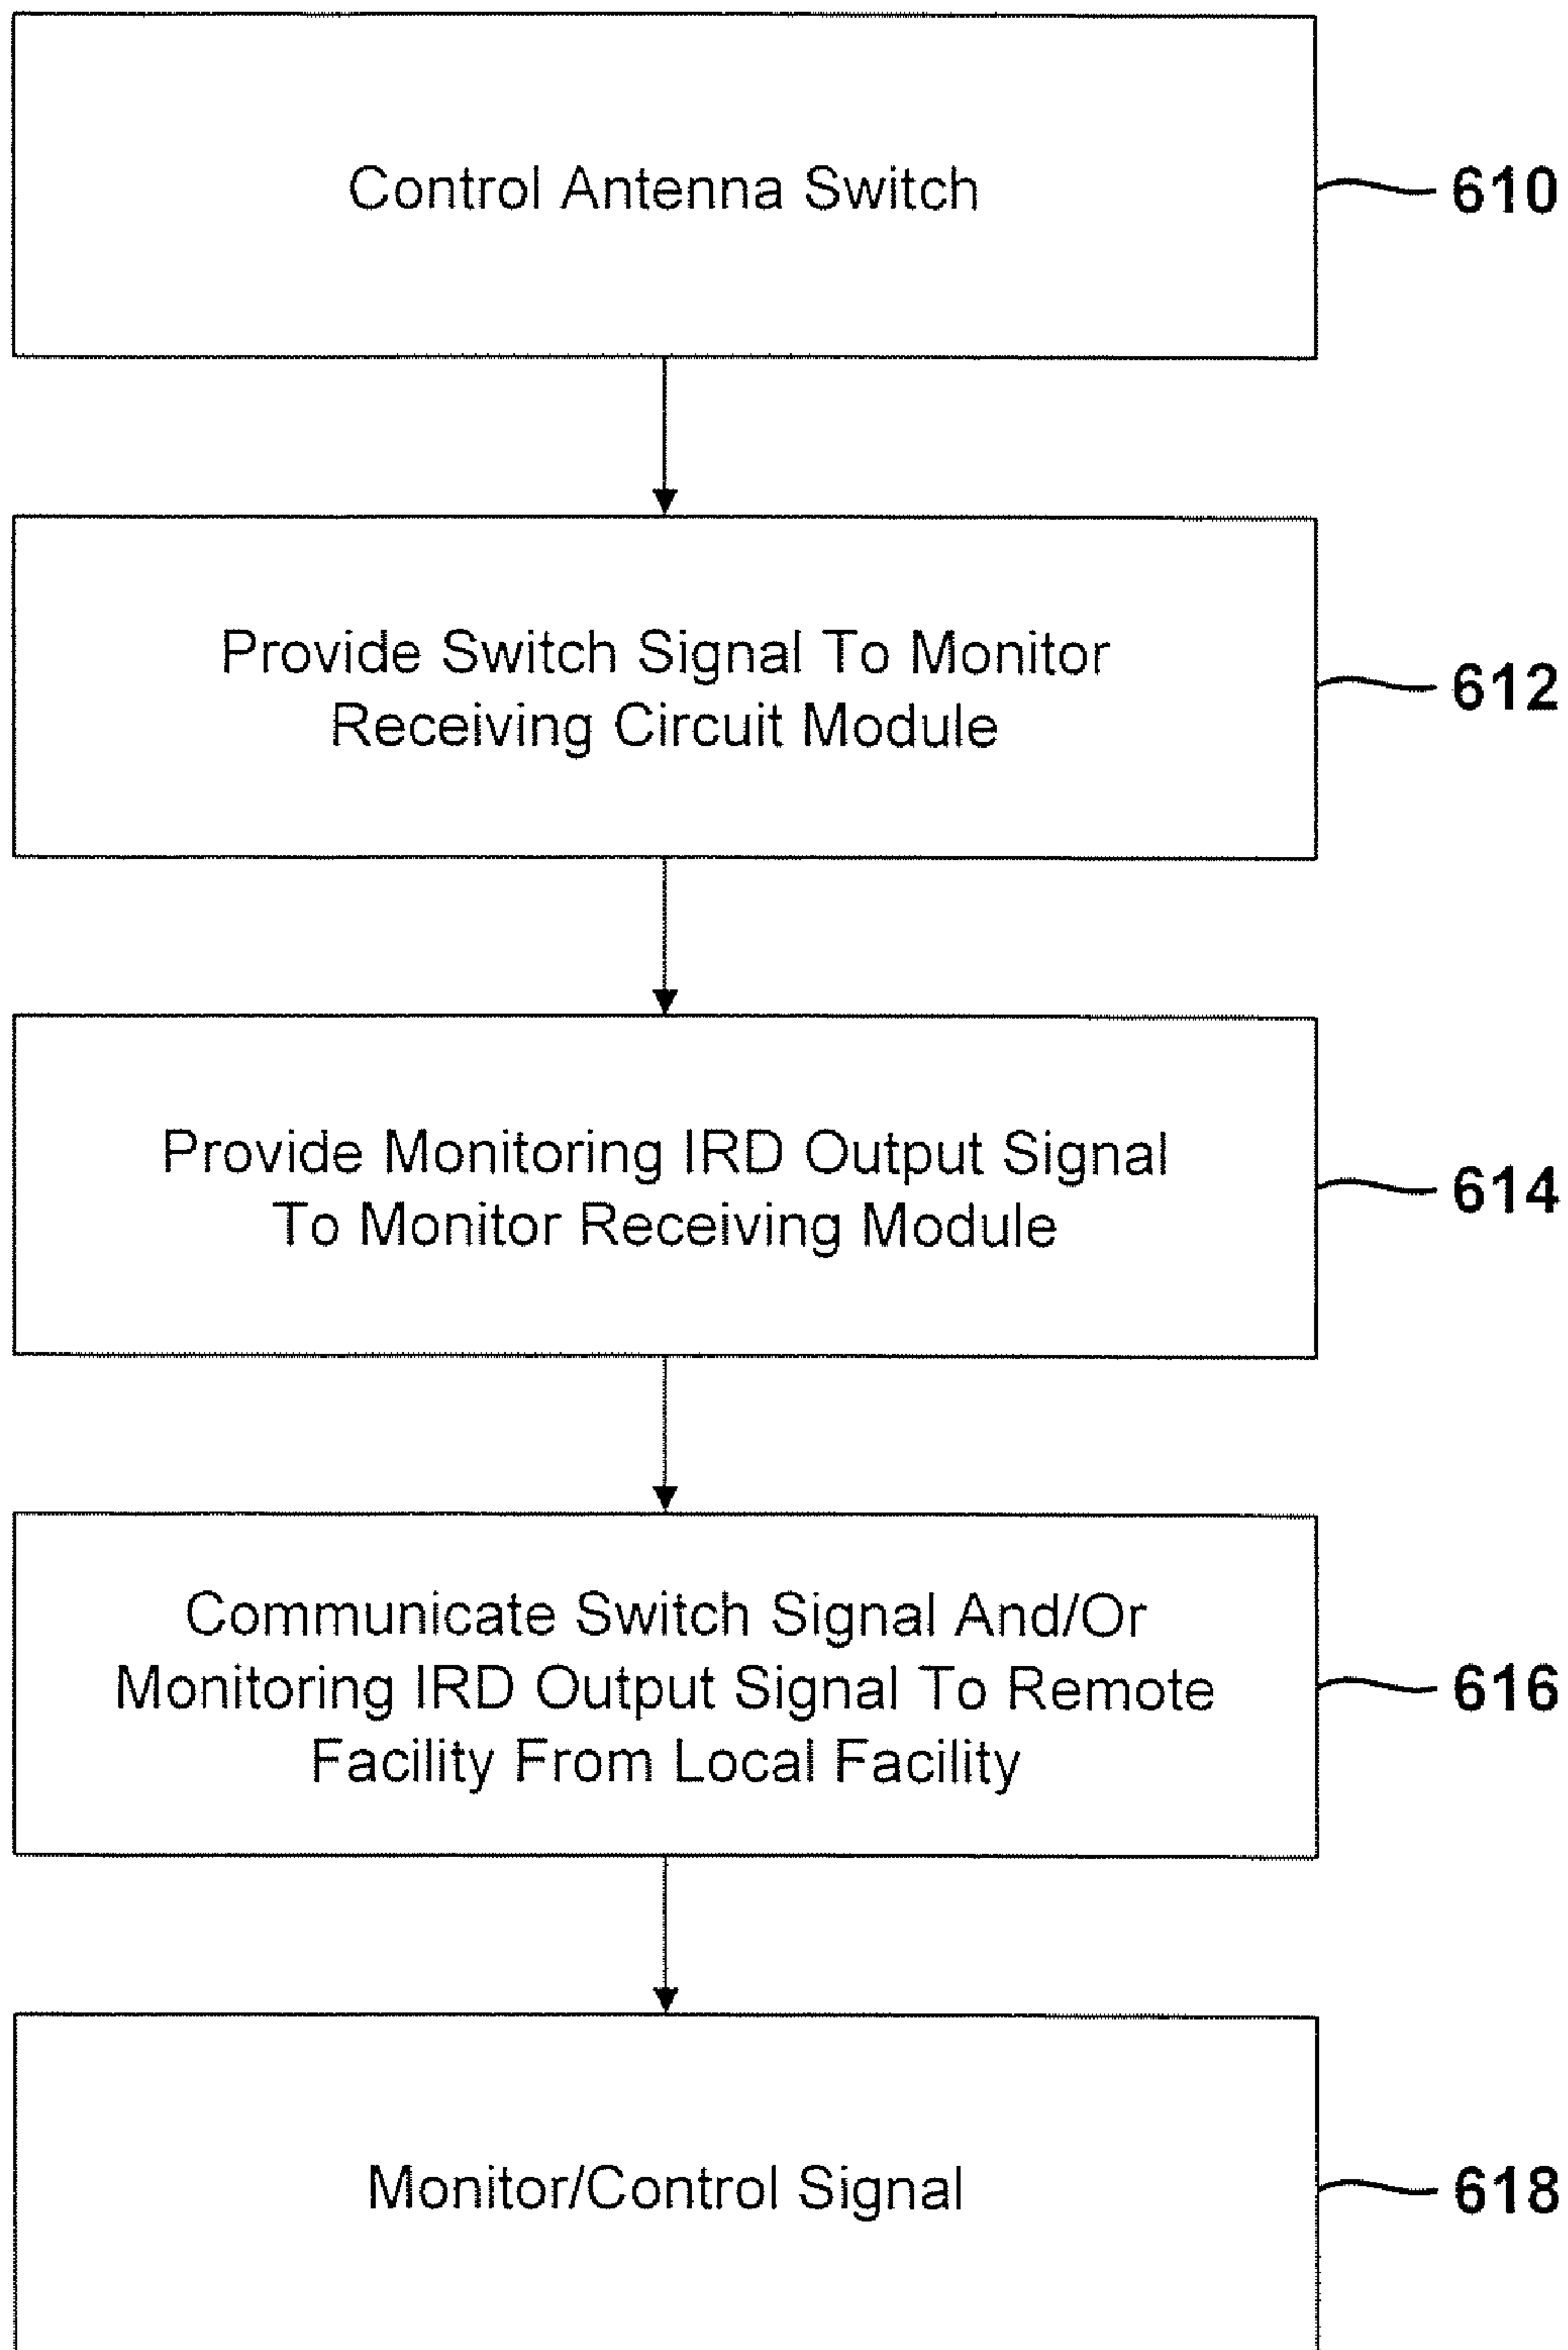 Control Antenna Switch
610
Provide Switch Signal To Monitor
Receiving Circuit Module
612
Provide Monitoring IRD Output Signal
To Monitor Receiving Module
614
Communicate Switch Signal And/Or
Monitoring IRD Output Signal To Remote
Facility From Local Facility
616
Monitor/Control Signal
618